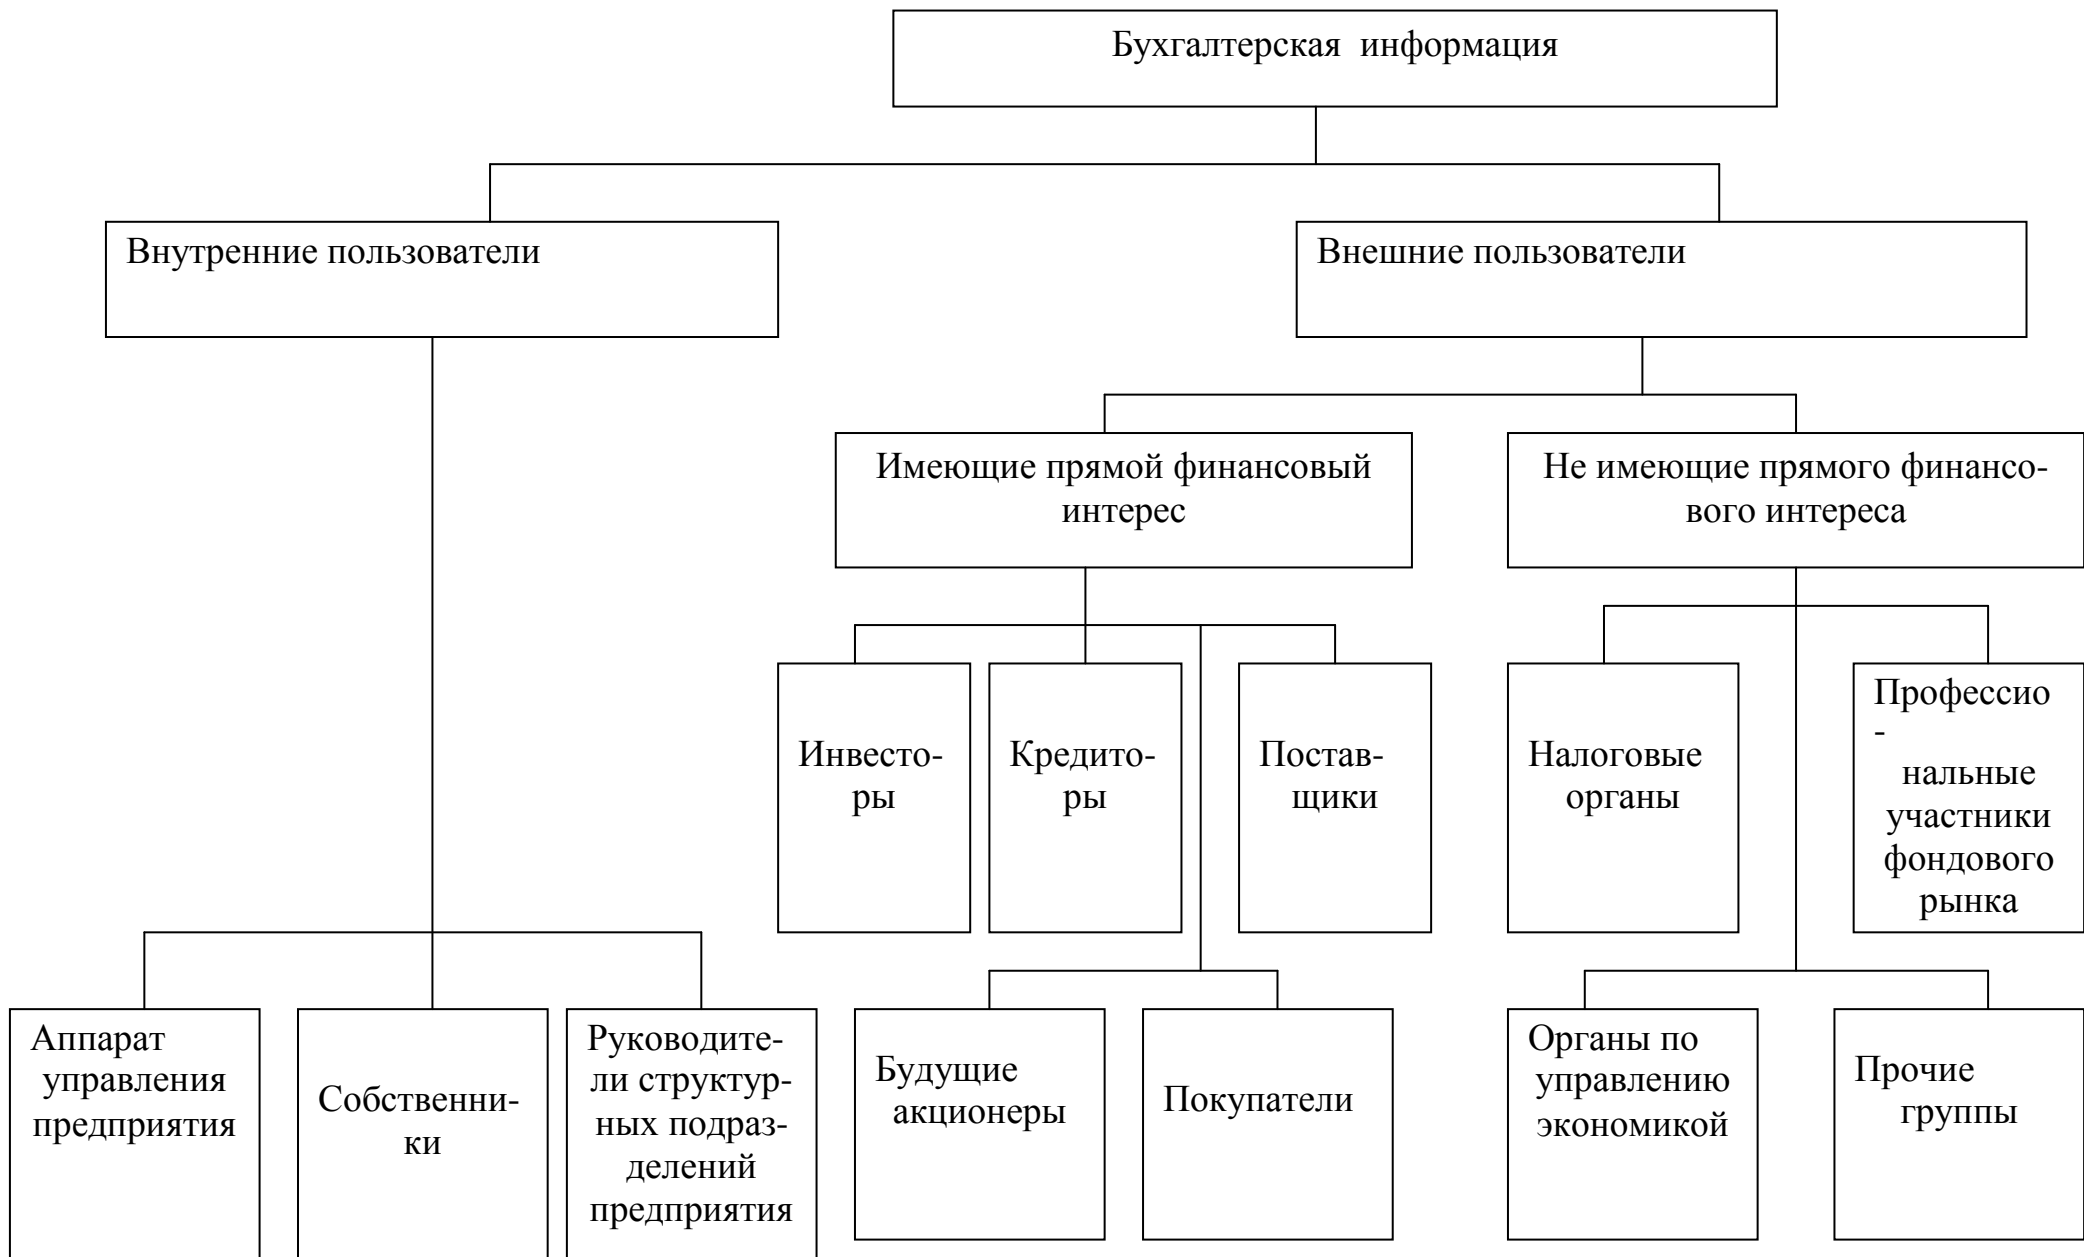 Бухгалтерская информация
Внутренние пользователи
Внешние пользователи
Имеющие прямой финансовый
интерес
Не имеющие прямого финансо-
вого интереса
Инвесто-
ры
Кредито-
ры
Постав-
щики
Налоговые
органы
Профессио
-
нальные
участники
фондового
рынка
Аппарат
управления
предприятия
Собственни-
ки
Руководите-
ли структур-
ных подраз-
делений
предприятия
Будущие
акционеры
Покупатели
Органы по
управлению
экономикой
Прочие
группы